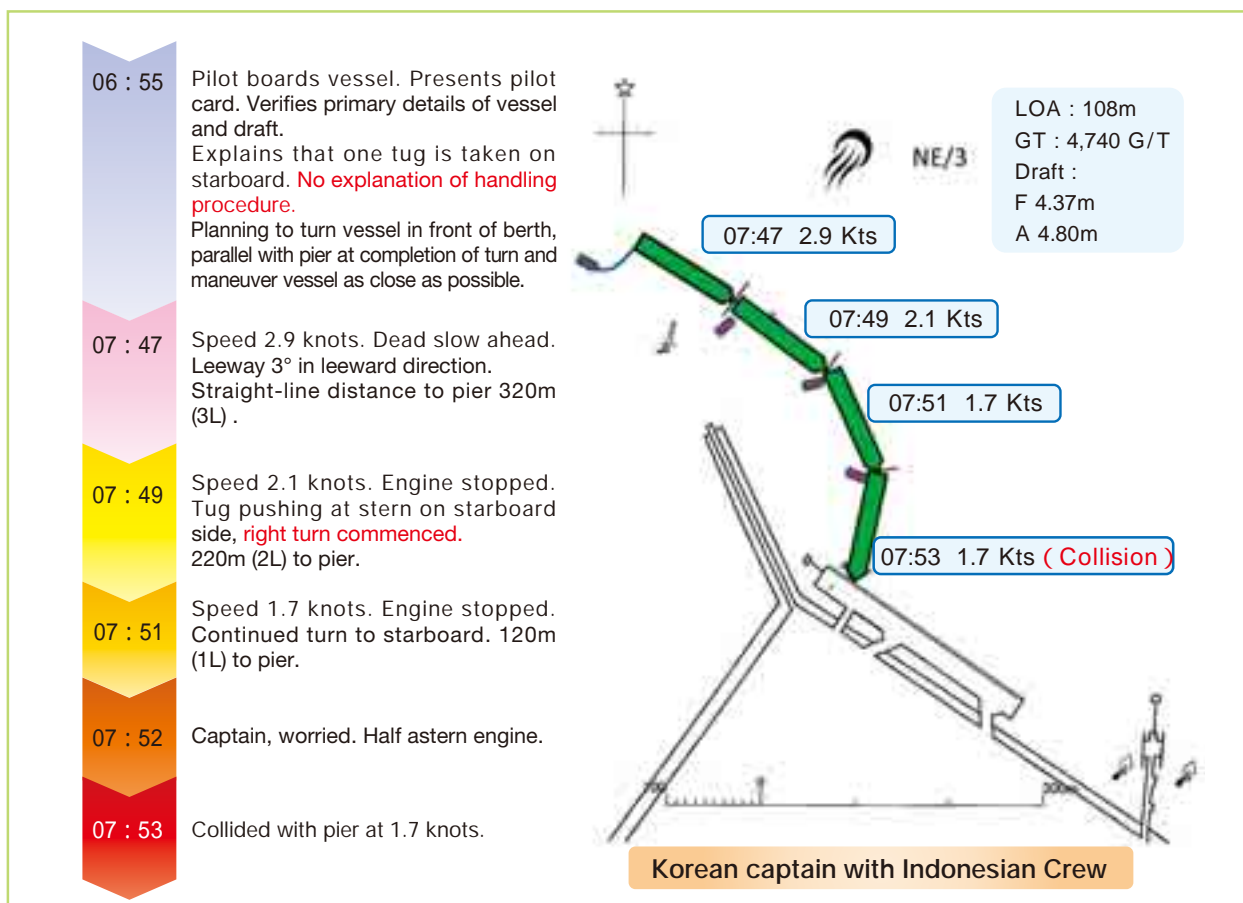 06 : 55
Pilot boards vessel. Presents pilot
card. Verifies primary details of vessel
and draft.
Explains that one tug is taken on
starboard. No explanation of handling
procedure.
Planning to turn vessel in front of berth,
parallel with pier at completion of turn and
maneuver vessel as close as possible.
07 : 47
Speed 2.9 knots. Dead slow ahead.
Leeway 3° in leeward direction.
Straight-line distance to pier 320m
(3L) .
07 : 49
Speed 2.1 knots. Engine stopped.
Tug pushing at stern on starboard
side, right turn commenced.
220m (2L) to pier.
07 : 51
Speed 1.7 knots. Engine stopped.
Continued turn to starboard. 120m
(1L) to pier.
07 : 52
Captain, worried. Half astern engine.
07 : 53
Collided with pier at 1.7 knots.
NE/3
LOA : 108m
GT : 4,740 G/T
Draft :
F 4.37m
A 4.80m
07:47 2.9 Kts
07:49 2.1 Kts
07:51 1.7 Kts
07:53 1.7 Kts ( Collision )
Korean captain with Indonesian Crew